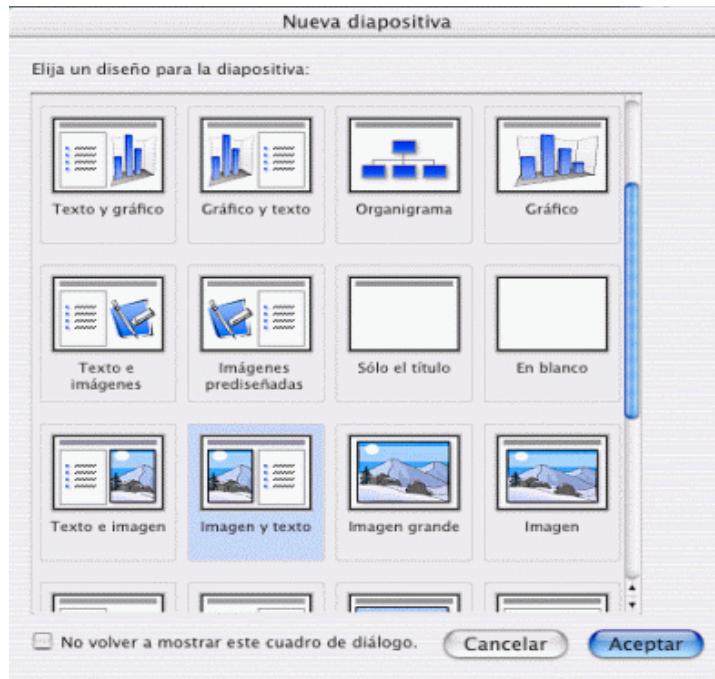 Nueva diapositiva
Elija un diseño para la diapositiva:
Texto y gráfico
Gráfico y texto
Organigrama
Gráfico
Texto e
imágenes
Imágenes
prediseñadas
Sólo el título
En blanco
Texto e imagen
Imagen y texto
Imagen grande
Imagen
No volver a mostrar este cuadro de diálogo.
Cancelar
Aceptar